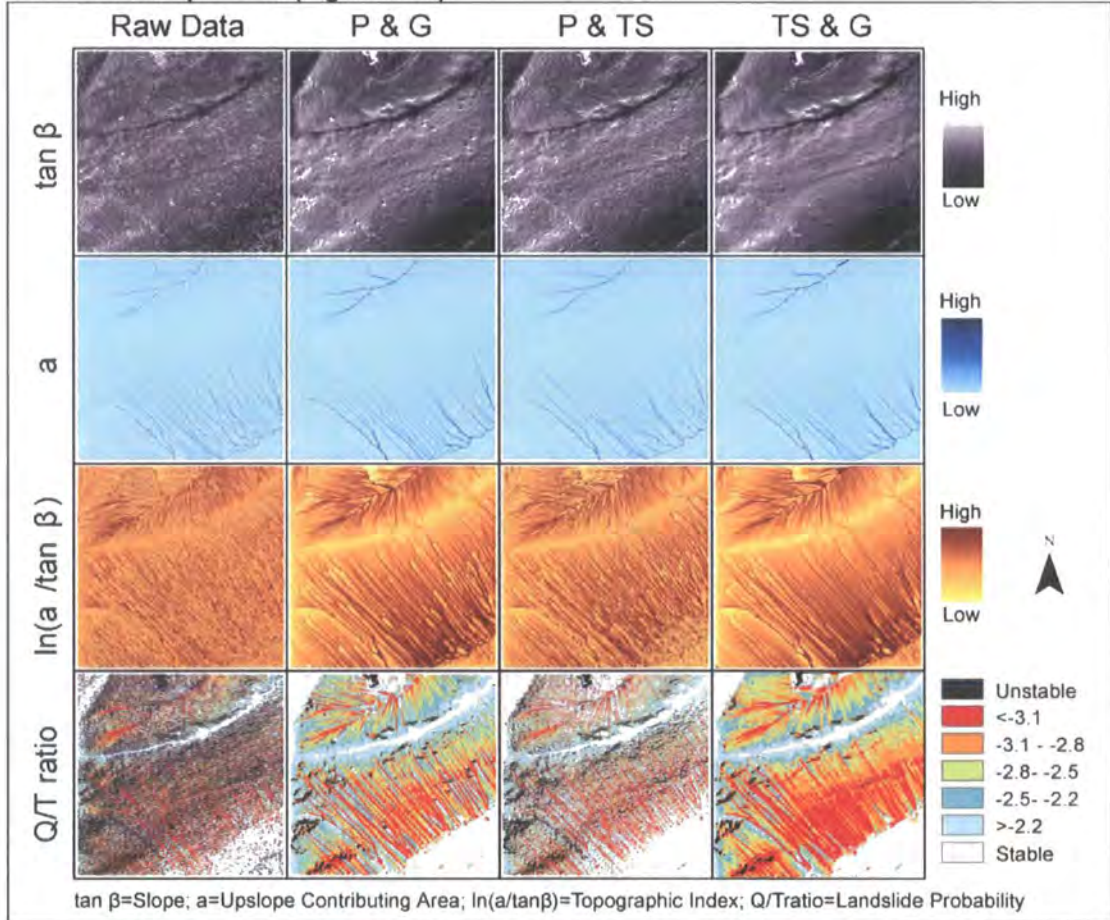 Raw Data P & G P & TS TS & G
tan β
High
Low
a
High
Low
ln(a /tan β)
High
Low
N
Q/T ratio
Unstable
<-3.1
-3.1 - -2.8
-2.8- -2.5
-2.5- -2.2
>-2.2
Stable
tan β=Slope; a=Upslope Contributing Area; ln(a/tanβ)=Topographic Index; Q/Tratio=Landslide Probability